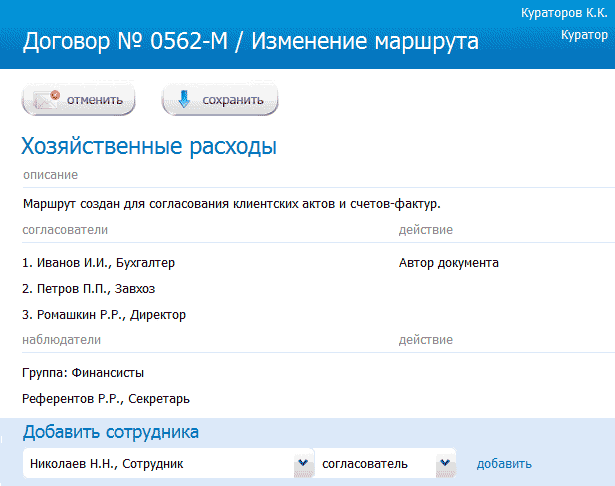 Кураторов К.К.
Договор № 0562-М / Изменение маршрута
Куратор
отменить сохранить
Хозяйственные расходы
описание
Маршрут создан для согласования клиентских актов и счетов-фактур.
согласователи действие
1. Иванов И.И., Бухгалтер Автор документа
2. Петров П.П., Завхоз
3. Ромашкин Р.Р., Директор
наблюдатели действие
Группа: Финансисты
Референтов Р.Р., Секретарь
Добавить сотрудника
Николаев Н.Н., Сотрудник согласователь добавить